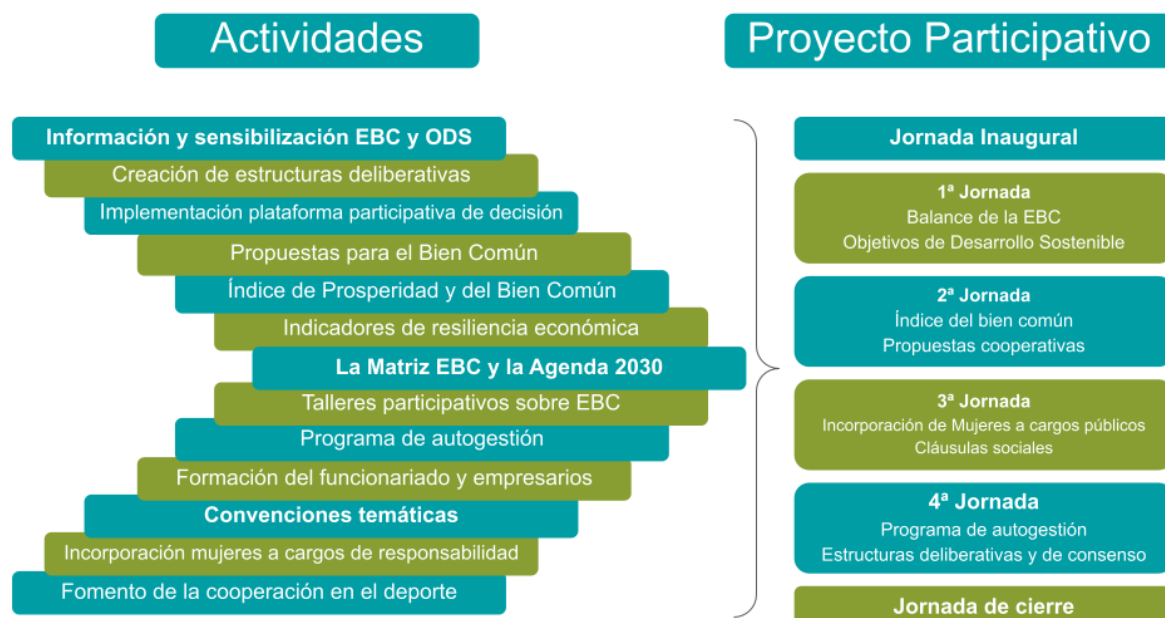 Actividades
Información y sensibilización EBC y ODS
Creación de estructuras deliberativas
Implementación plataforma participativa de decisión
Propuestas para el Bien Común
Índice de Prosperidad y del Bien Común
Indicadores de resiliencia económica
La Matriz EBC y la Agenda 2030
Talleres participativos sobre EBC
Programa de autogestión
Formación del funcionariado y empresarios
Convenciones temáticas
Incorporación mujeres a cargos de responsabilidad
Fomento de la cooperación en el deporte
Proyecto Participativo
Jornada Inaugural
1ª Jornada
Balance de la EBC
Objetivos de Desarrollo Sostenible
2ª Jornada
Índice del bien común
Propuestas cooperativas
3ª Jornada
Incorporación de Mujeres a cargos públicos
Cláusulas sociales
4ª Jornada
Programa de autogestión
Estructuras deliberativas y de consenso
Jornada de cierre